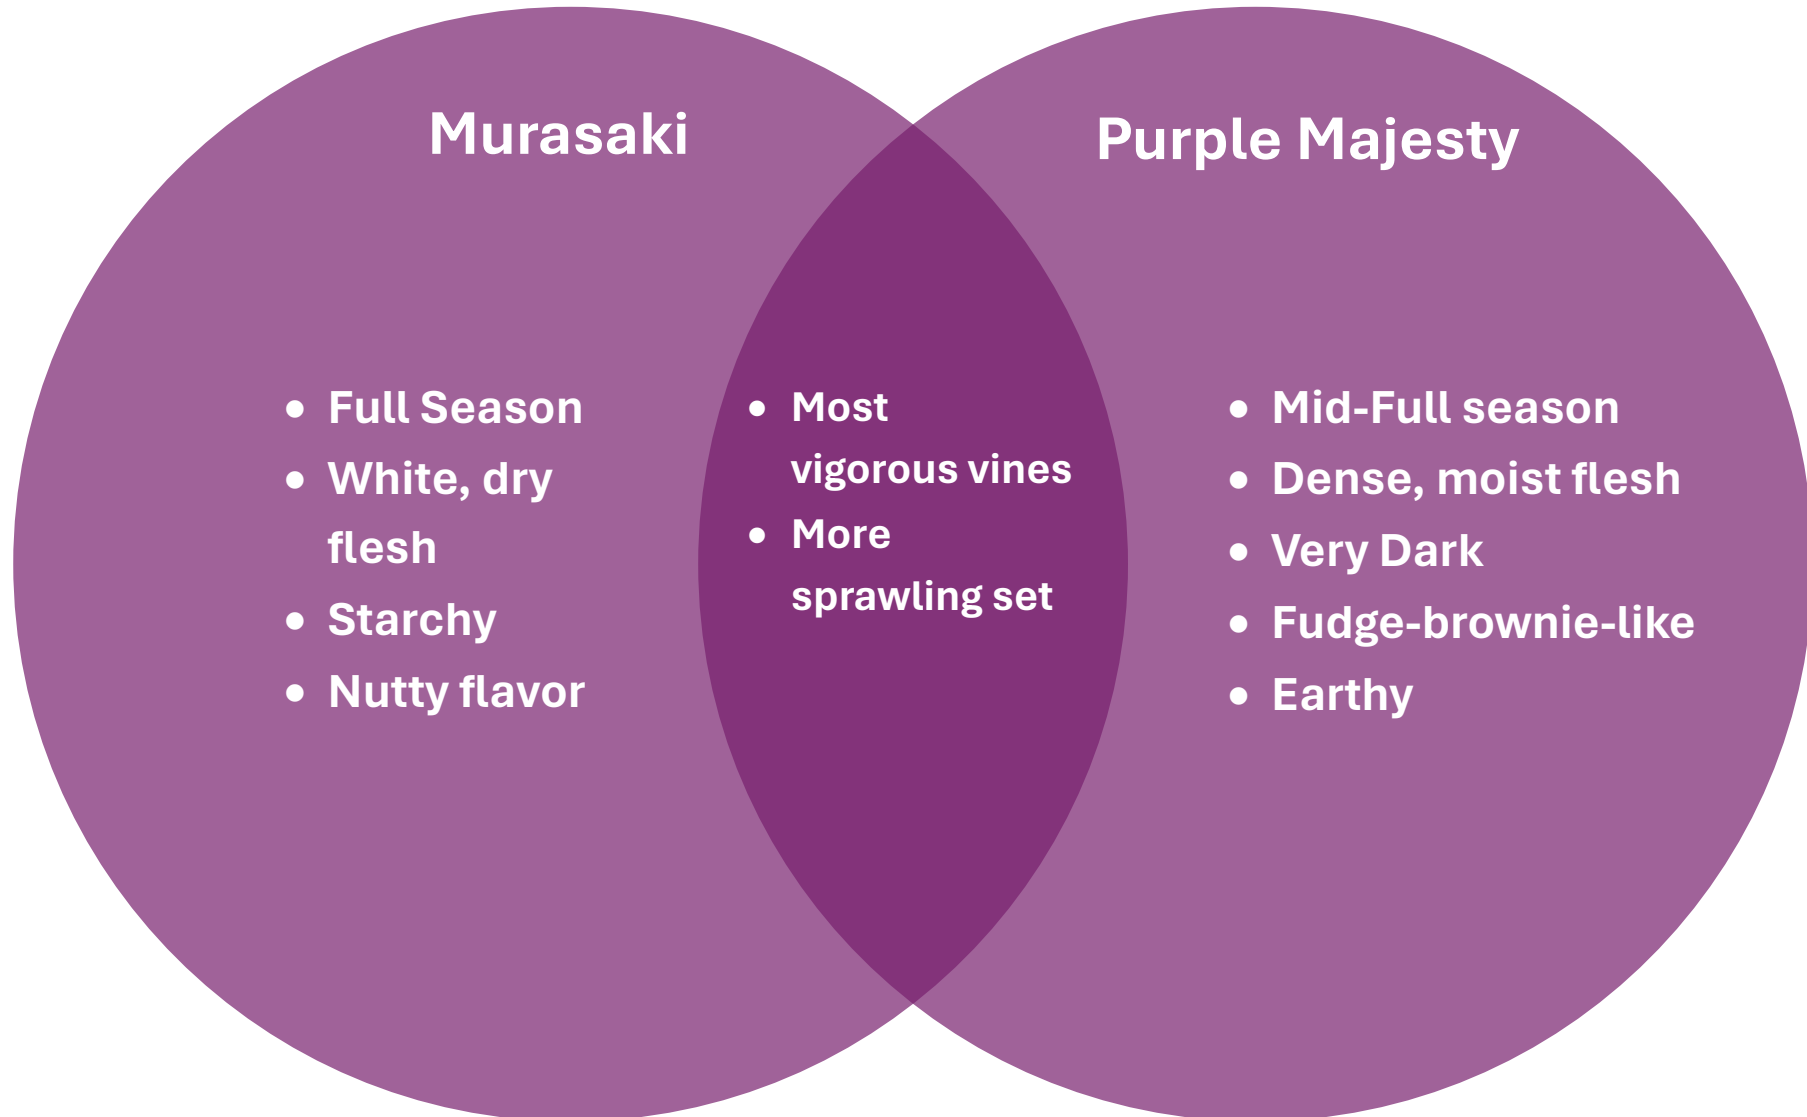 Murasaki
• Full Season
• White, dry
flesh
• Starchy
• Nutty flavor
• Most
vigorous vines
• More
sprawling set
Purple Majesty
• Mid-Full season
• Dense, moist flesh
• Very Dark
• Fudge-brownie-like
• Earthy